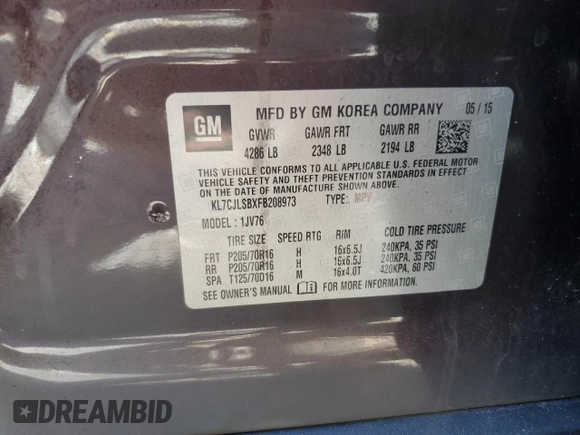 GM
MFD BY GM KOREA COMPANY 05 / 15
GVWR GAWR FRT GAWR RR
4286 LB 2348 LB 2194 LB
THIS VEHICLE CONFORMS TO ALL APPLICABLE U.S. FEDERAL MOTOR
VEHICLE SAFETY AND THEFT PREVENTION STANDARDS IN EFFECT
ON THE DATE OF MANUFACTURE SHOWN ABOVE.
KL7CJLSBXFB208973 TYPE: MPV
MODEL : 1JV76
TIRE SIZE SPEED RTG RIM COLD TIRE PRESSURE
FRT P205/70R16 H 16x6.5J 240KPA, 35 PSI
RR P205/70R16 H 16x6.5J 240KPA, 35 PSI
SPA T125/70D16 M 16x4.0T 420KPA, 60 PSI
SEE OWNER'S MANUAL FOR MORE INFORMATION.
DREAMBID